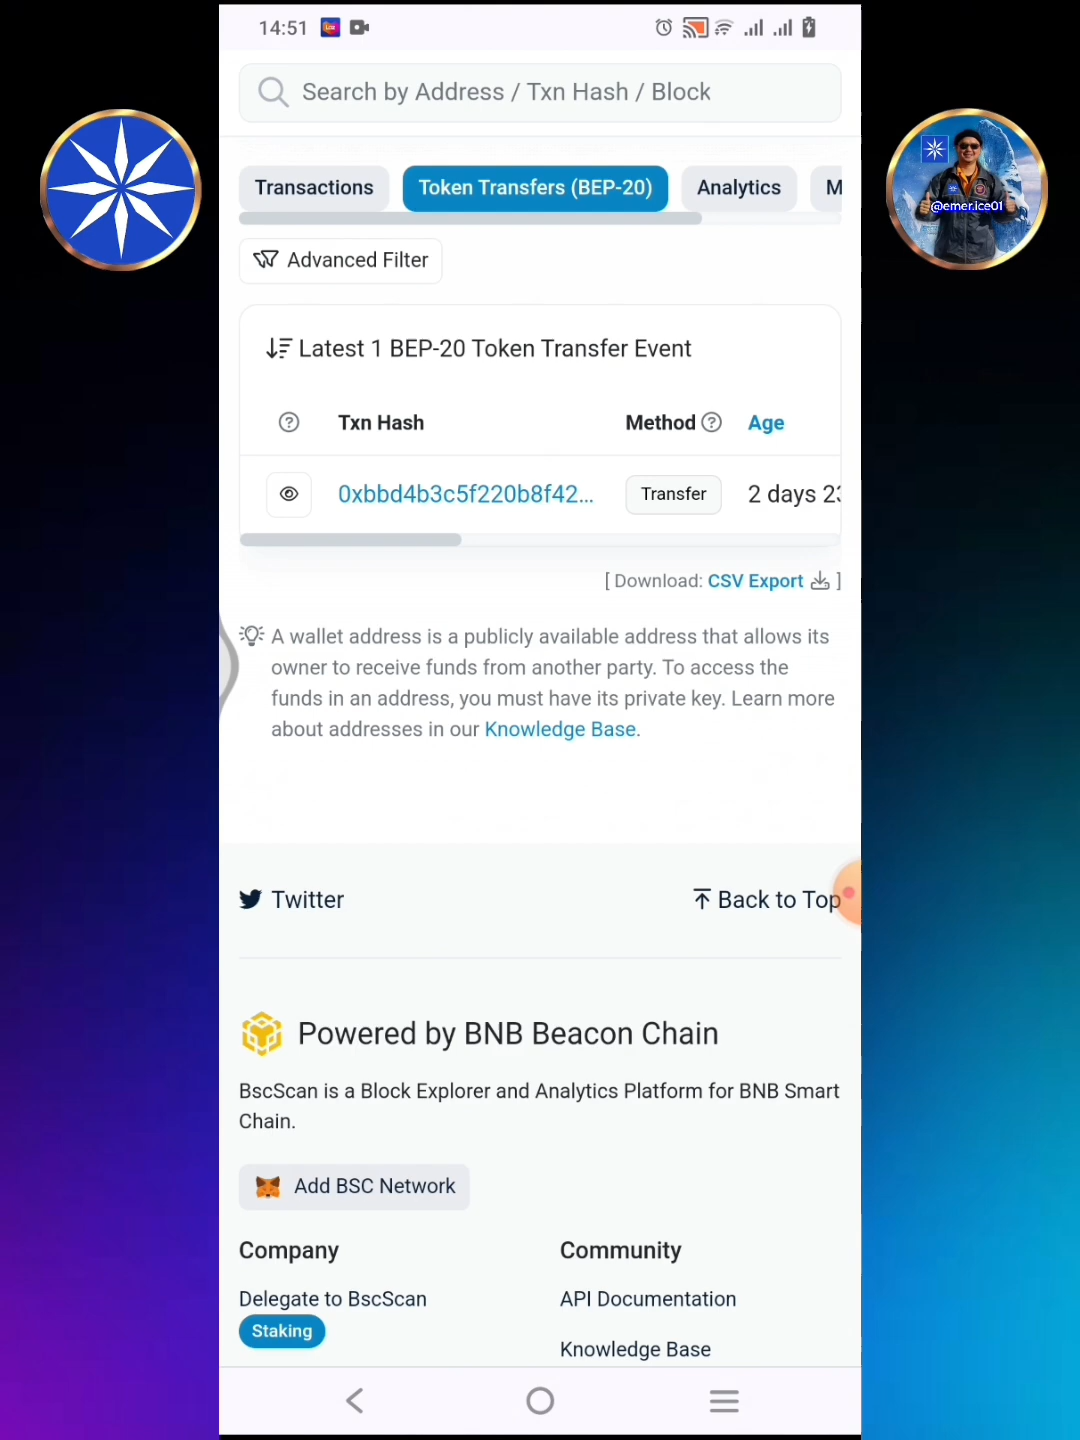 14:51
Search by Address / Txn Hash / Block
Transactions
Token Transfers (BEP-20)
Analytics
M
@emer.ice01
Advanced Filter
Latest 1 BEP-20 Token Transfer Event
Txn Hash
Method
Age
0xbbd4b3c5f220b8f42...
Transfer
2 days 23
[ Download: CSV Export ]
A wallet address is a publicly available address that allows its
owner to receive funds from another party. To access the
funds in an address, you must have its private key. Learn more
about addresses in our Knowledge Base.
Twitter
Back to Top
Powered by BNB Beacon Chain
BscScan is a Block Explorer and Analytics Platform for BNB Smart
Chain.
Add BSC Network
Company
Community
Delegate to BscScan
API Documentation
Staking
Knowledge Base